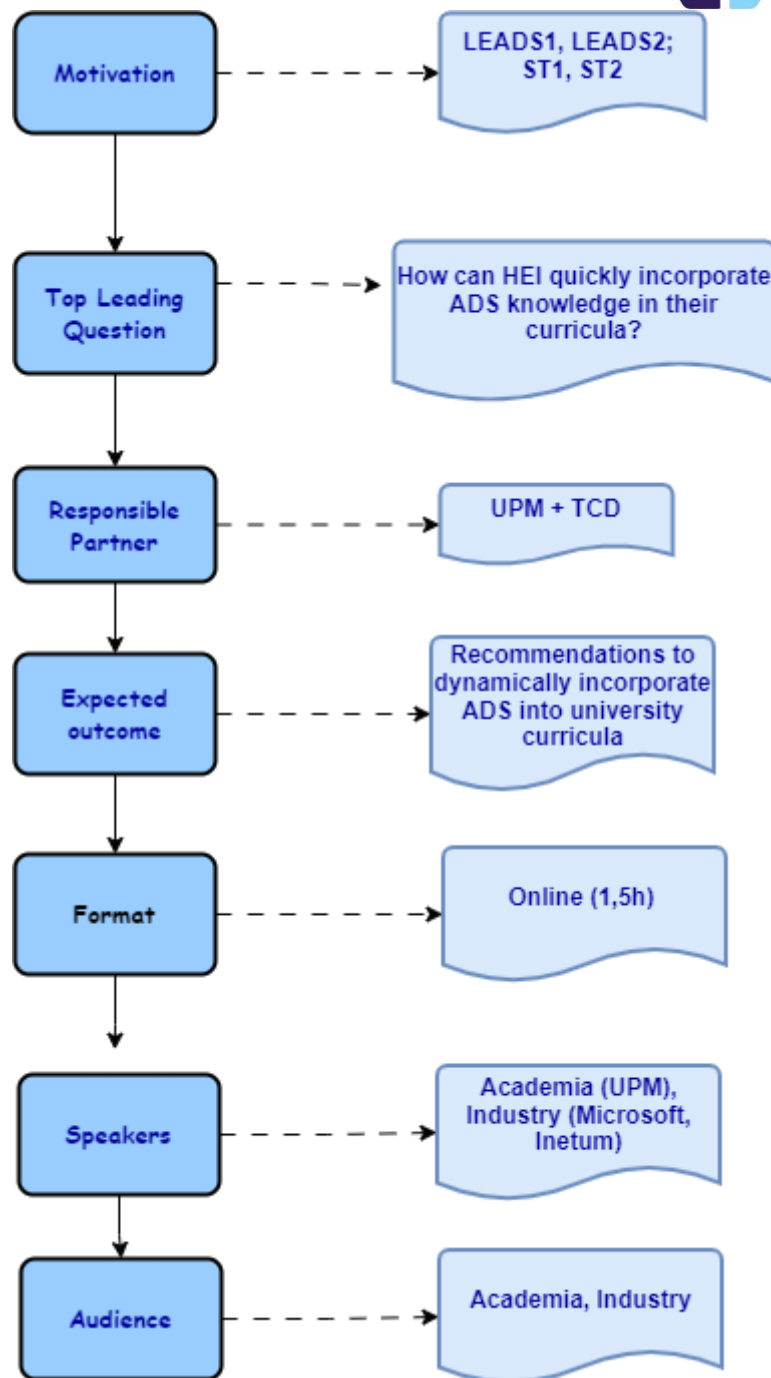 Motivation
LEADS1, LEADS2;
ST1, ST2
Top Leading
Question
How can HEI quickly incorporate
ADS knowledge in their
curricula?
Responsible
Partner
UPM + TCD
Expected
outcome
Recommendations to
dynamically incorporate
ADS into university
curricula
Format
Online (1,5h)
Speakers
Academia (UPM),
Industry (Microsoft,
Inetum)
Audience
Academia, Industry